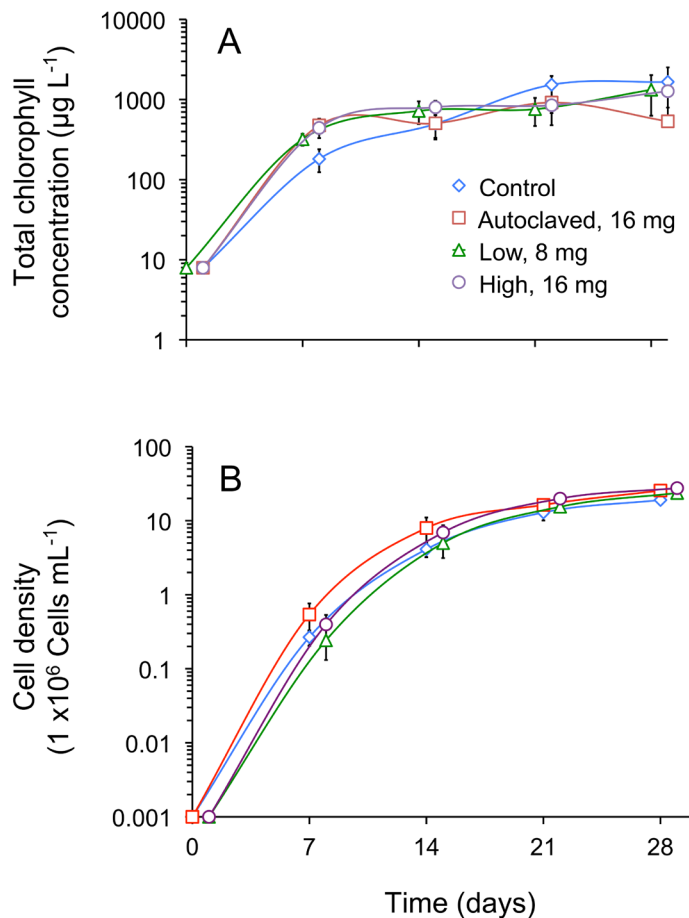 A
10000
1000
100
10
1
Total chlorophyll
concentration (µg L⁻¹)
Control
Autoclaved, 16 mg
Low, 8 mg
High, 16 mg
B
100
10
1
0.1
0.01
0.001
Cell density
(1 x10⁶ Cells mL⁻¹)
0 7 14 21 28
Time (days)